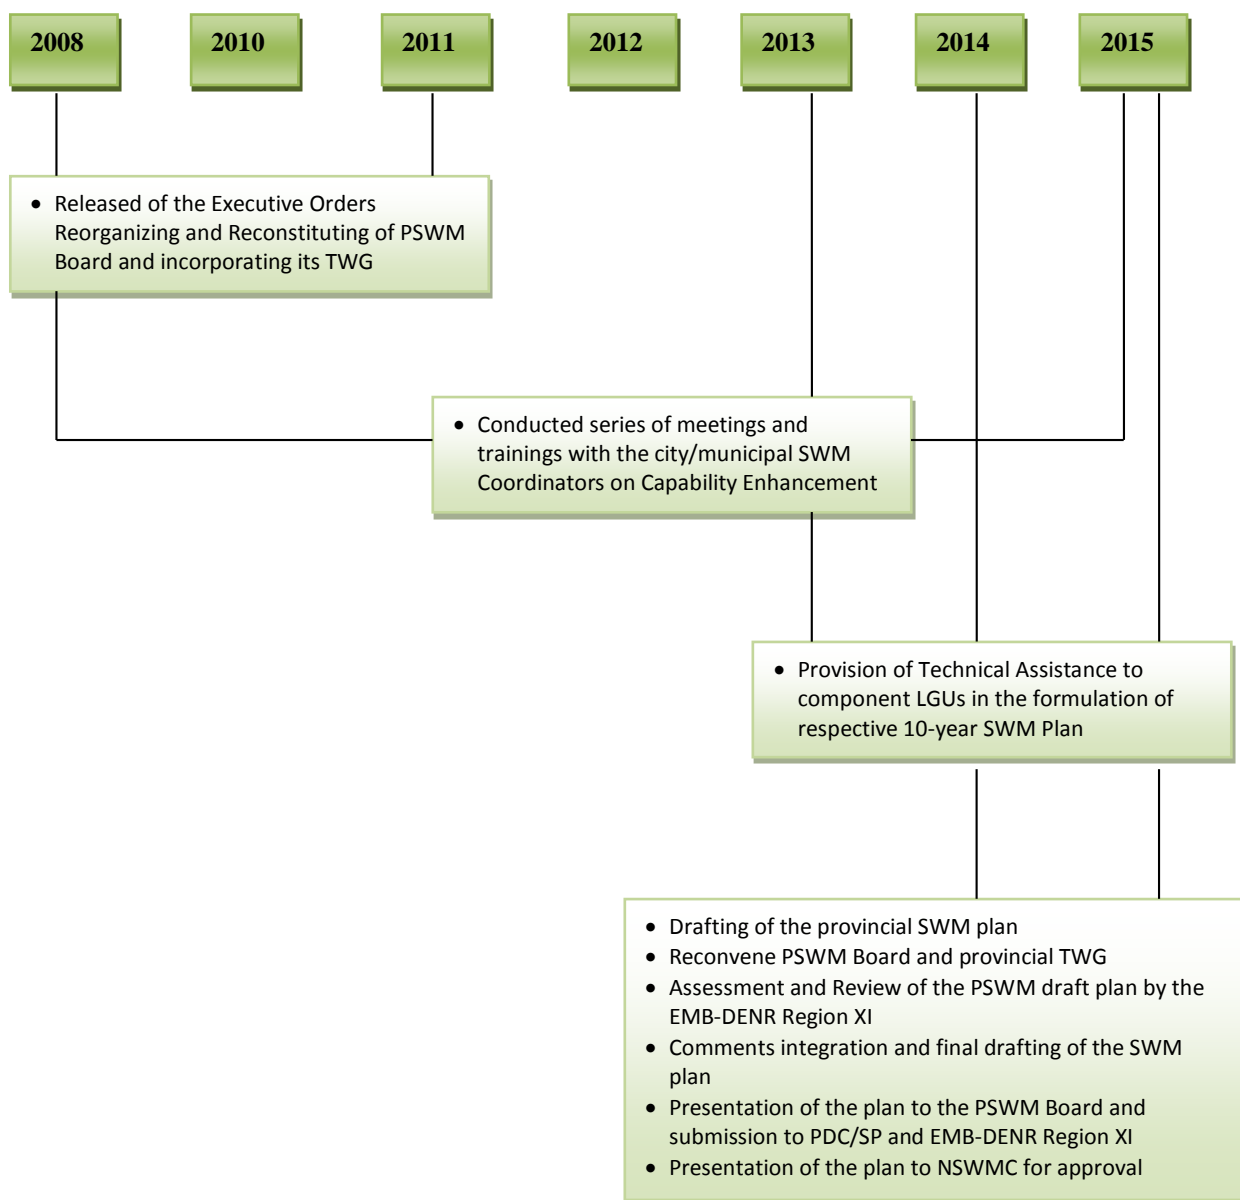 2008
2010
2011
2012
2013
2014
2015
• Released of the Executive Orders
Reorganizing and Reconstituting of PSWM
Board and incorporating its TWG
• Conducted series of meetings and
trainings with the city/municipal SWM
Coordinators on Capability Enhancement
• Provision of Technical Assistance to
component LGUs in the formulation of
respective 10-year SWM Plan
• Drafting of the provincial SWM plan
• Reconvene PSWM Board and provincial TWG
• Assessment and Review of the PSWM draft plan by the
EMB-DENR Region XI
• Comments integration and final drafting of the SWM
plan
• Presentation of the plan to the PSWM Board and
submission to PDC/SP and EMB-DENR Region XI
• Presentation of the plan to NSWMC for approval